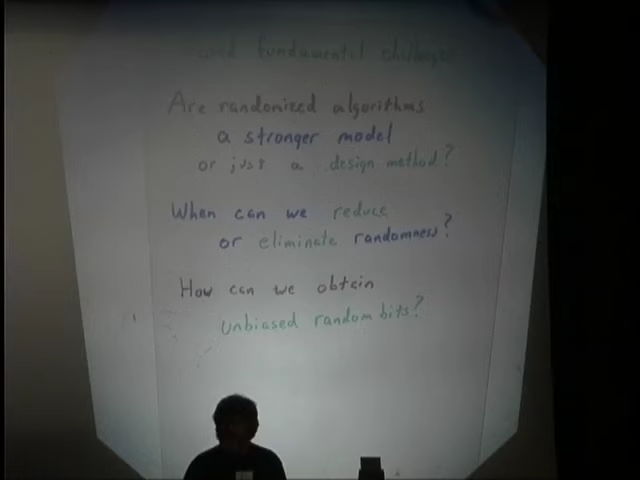 fundamental challenge
Are randomized algorithms
a stronger model
or just a design method?
When can we reduce
or eliminate randomness?
How can we obtain
unbiased random bits?